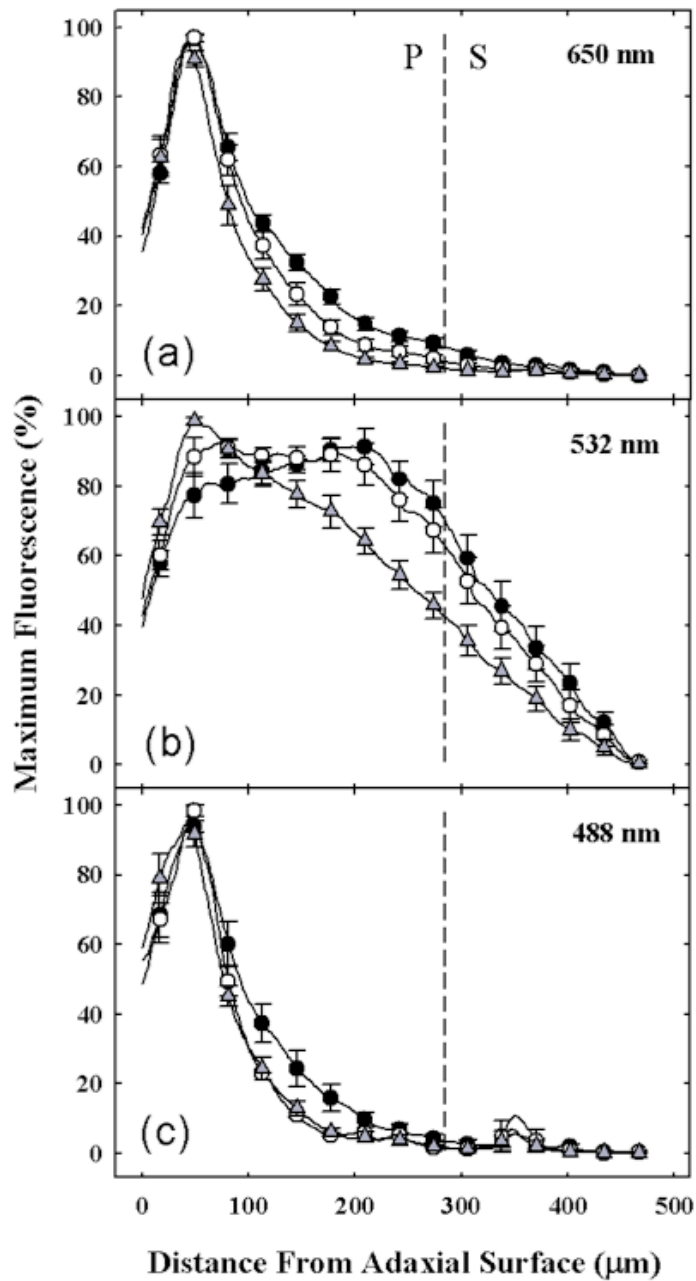 100
80
60
40
20
0
P S
650 nm
(a)
100
80
60
40
20
0
532 nm
(b)
Maximum Fluorescence (%)
100
80
60
40
20
0
488 nm
(c)
0 100 200 300 400 500
Distance From Adaxial Surface (μm)